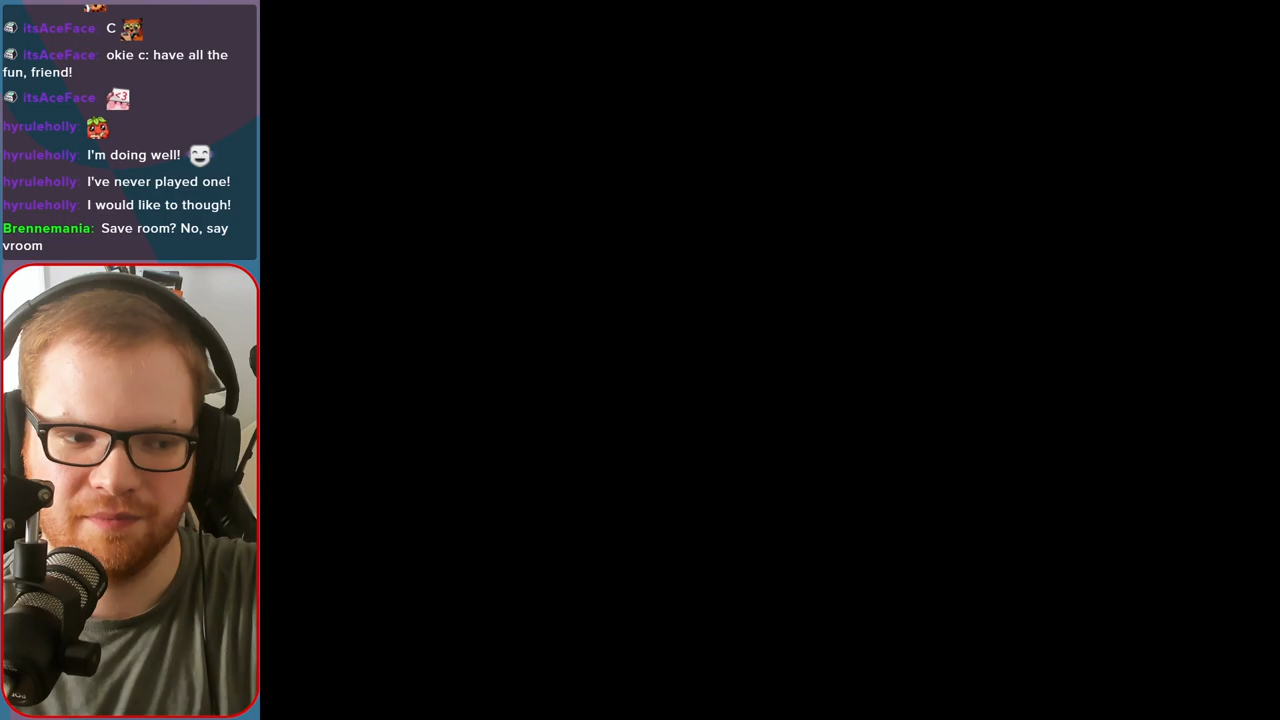 itsAceFace C
itsAceFace: okie c: have all the
fun, friend!
itsAceFace <3
hyruleholly:
hyruleholly: I'm doing well!
hyruleholly: I've never played one!
hyruleholly: I would like to though!
Brennemania: Save room? No, say
vroom